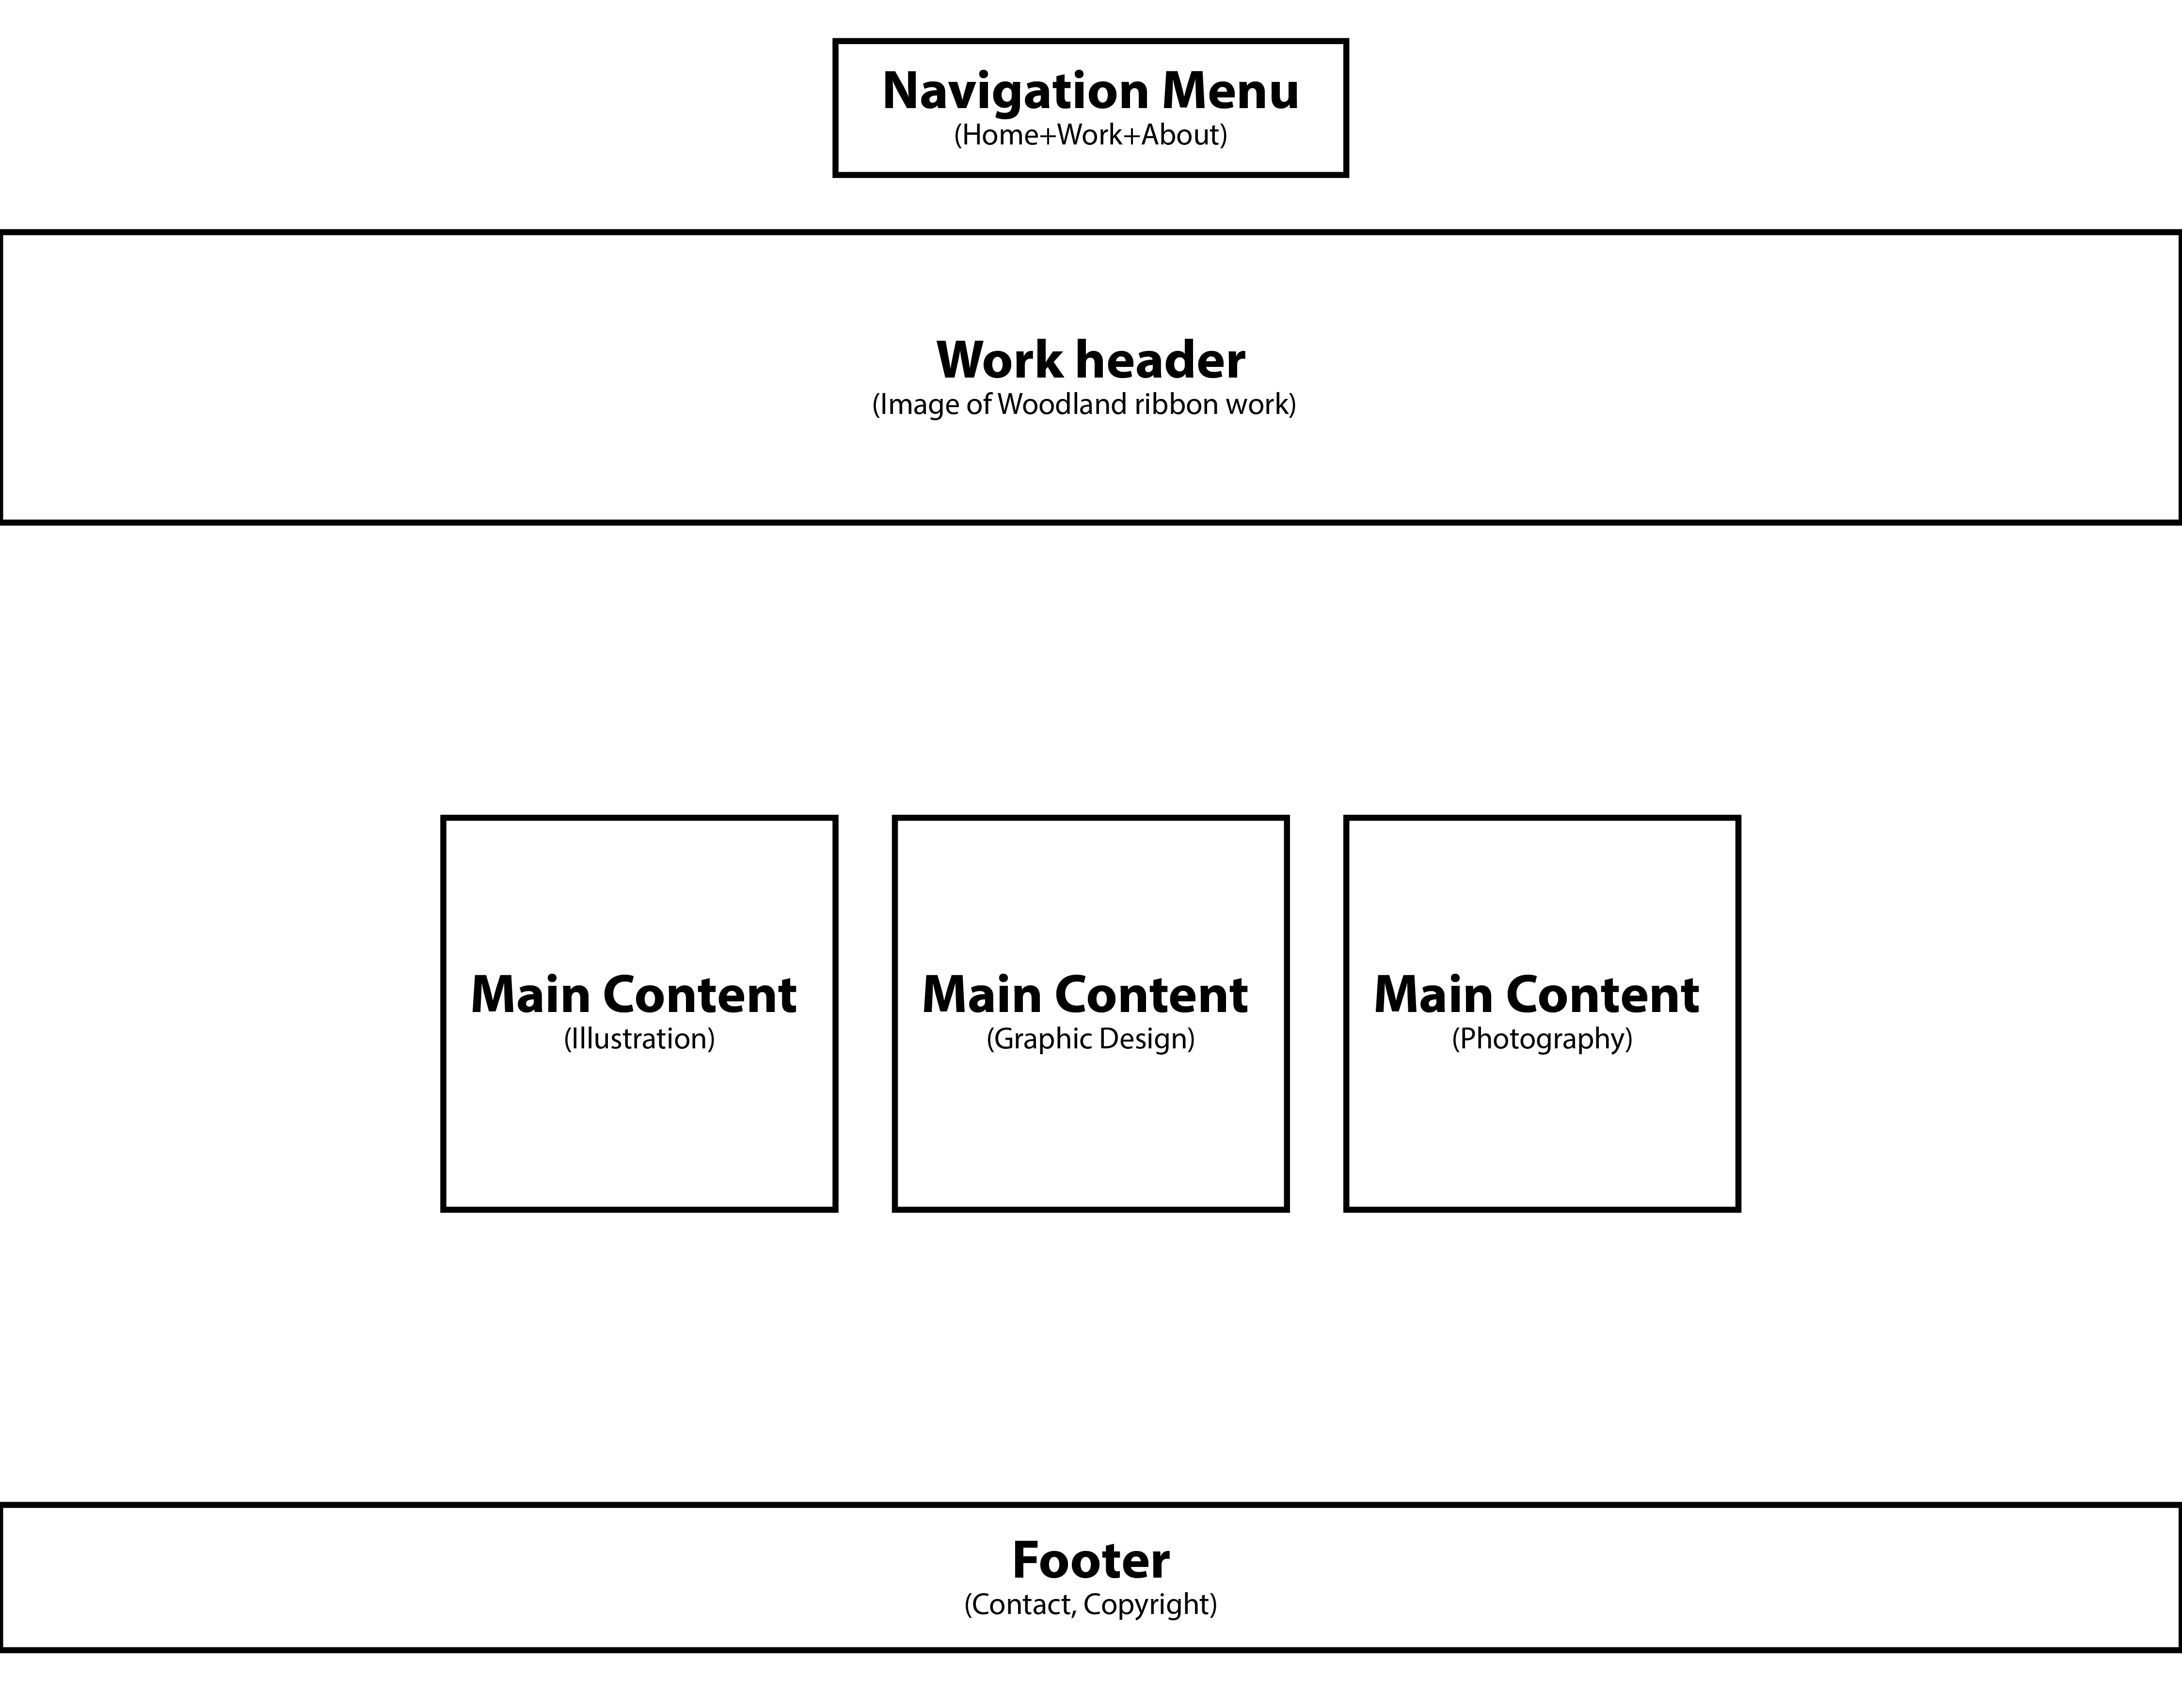 Navigation Menu
(Home+Work+About)
Work header
(Image of Woodland ribbon work)
Main Content
(Illustration)
Main Content
(Graphic Design)
Main Content
(Photography)
Footer
(Contact, Copyright)